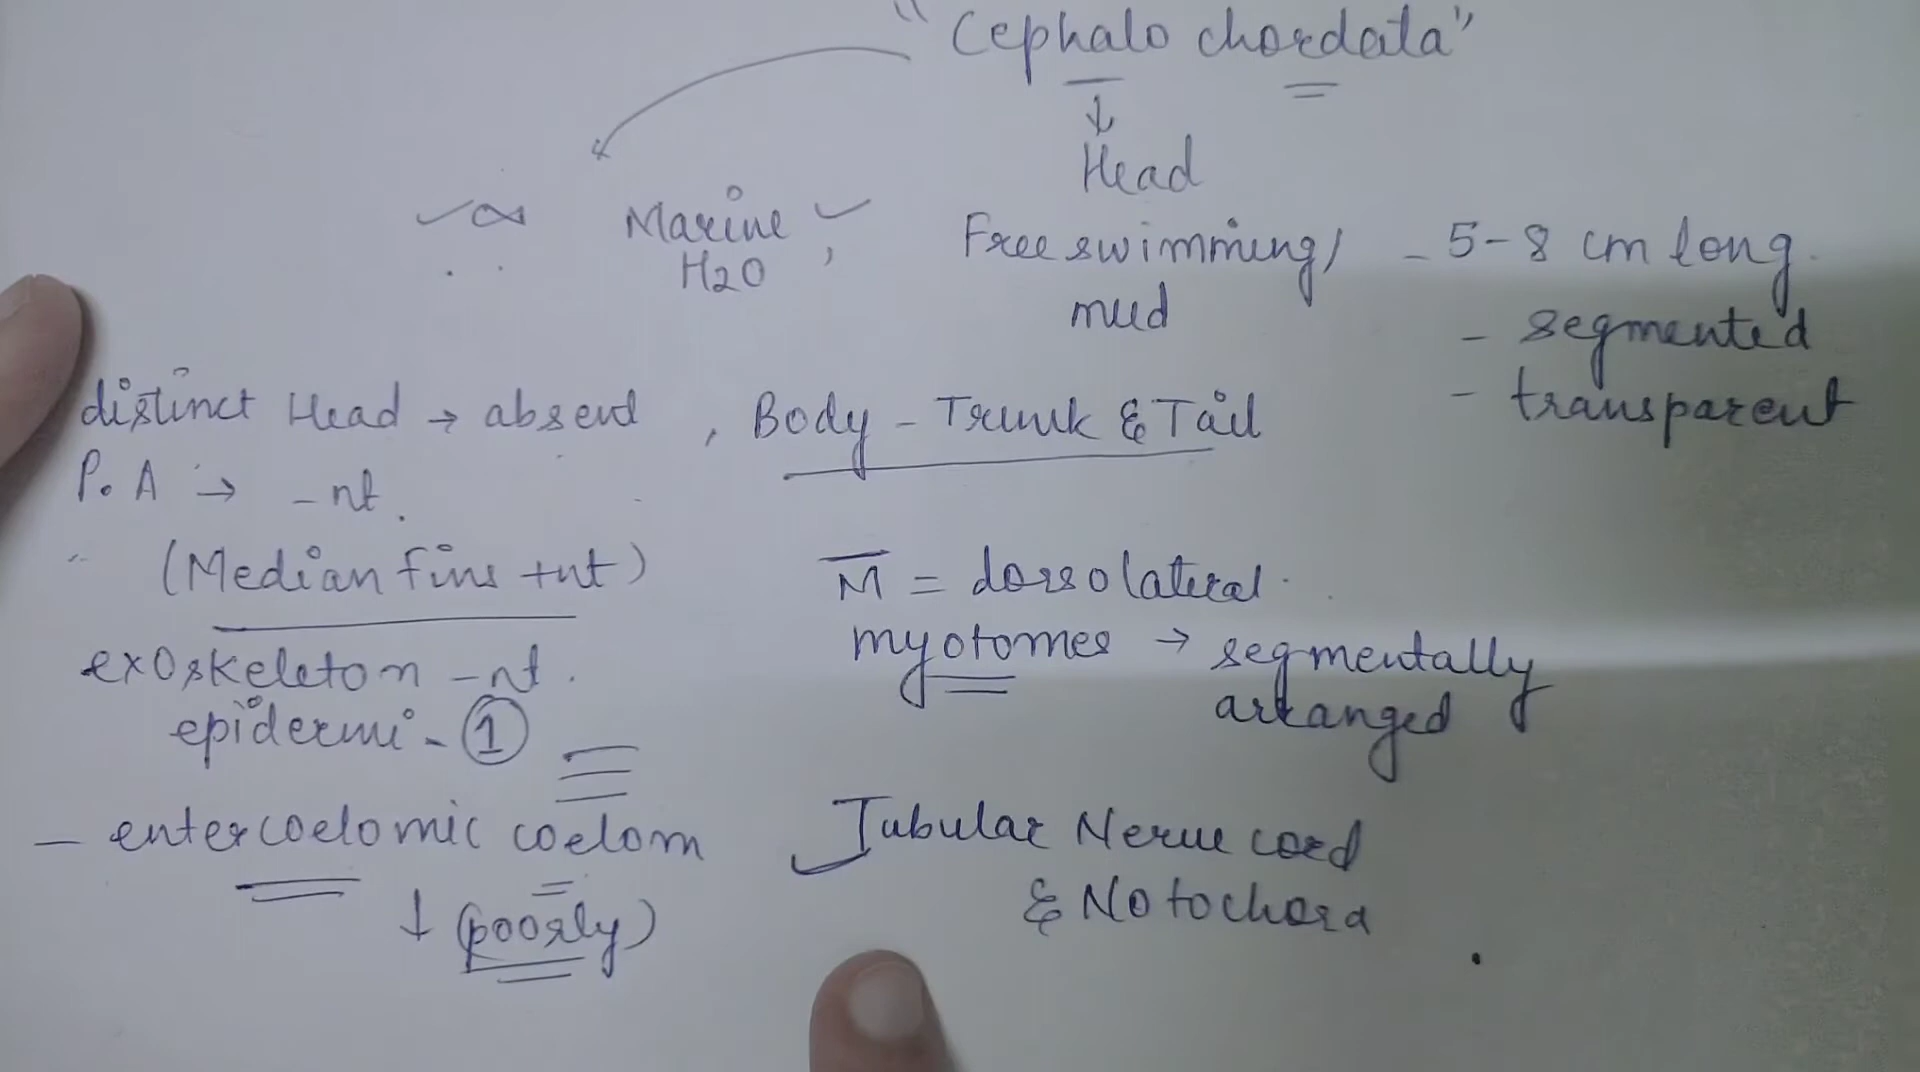 "Cephalo chordata"
↓
Head
Marine ✓
H2O ,
Free swimming/
mud
- 5-8 cm long.
- segmented
- transparent
distinct Head → absent , Body - Trunk & Tail
P. A → -nt.
(Median fins +nt)
exoskeleton -nt.
epidermi - 1
M = dorsolateral
myotomes → segmentally
arranged
- entercoelomic coelom
↓ (poorly)
Tubular Nerve cord
& Notochord